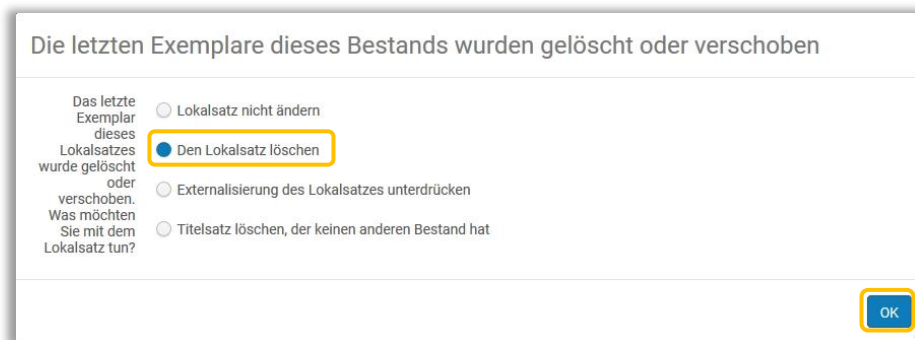 Die letzten Exemplare dieses Bestands wurden gelöscht oder verschoben
Das letzte
Exemplar
dieses
Lokalsatzes
wurde gelöscht
oder
verschoben.
Was möchten
Sie mit dem
Lokalsatz tun?
Lokalsatz nicht ändern
Den Lokalsatz löschen
Externalisierung des Lokalsatzes unterdrücken
Titelsatz löschen, der keinen anderen Bestand hat
OK